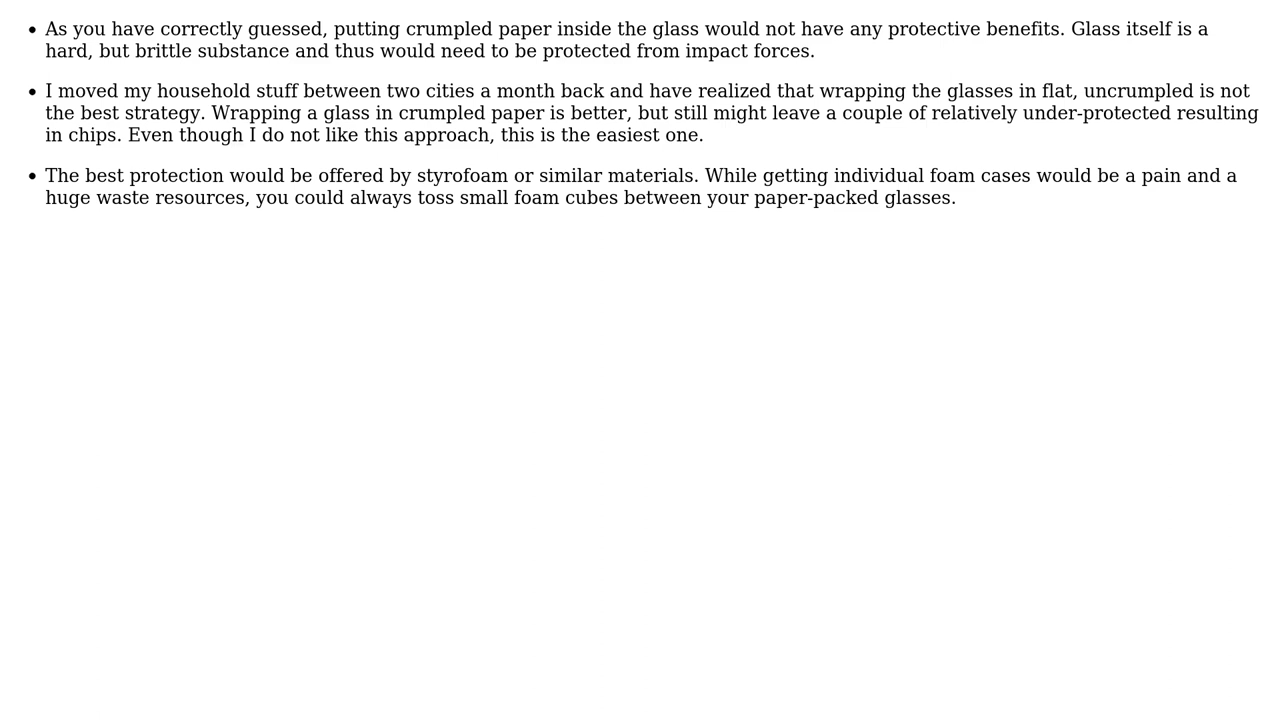 • As you have correctly guessed, putting crumpled paper inside the glass would not have any protective benefits. Glass itself is a
hard, but brittle substance and thus would need to be protected from impact forces.
• I moved my household stuff between two cities a month back and have realized that wrapping the glasses in flat, uncrumpled is not
the best strategy. Wrapping a glass in crumpled paper is better, but still might leave a couple of relatively under-protected resulting
in chips. Even though I do not like this approach, this is the easiest one.
• The best protection would be offered by styrofoam or similar materials. While getting individual foam cases would be a pain and a
huge waste resources, you could always toss small foam cubes between your paper-packed glasses.